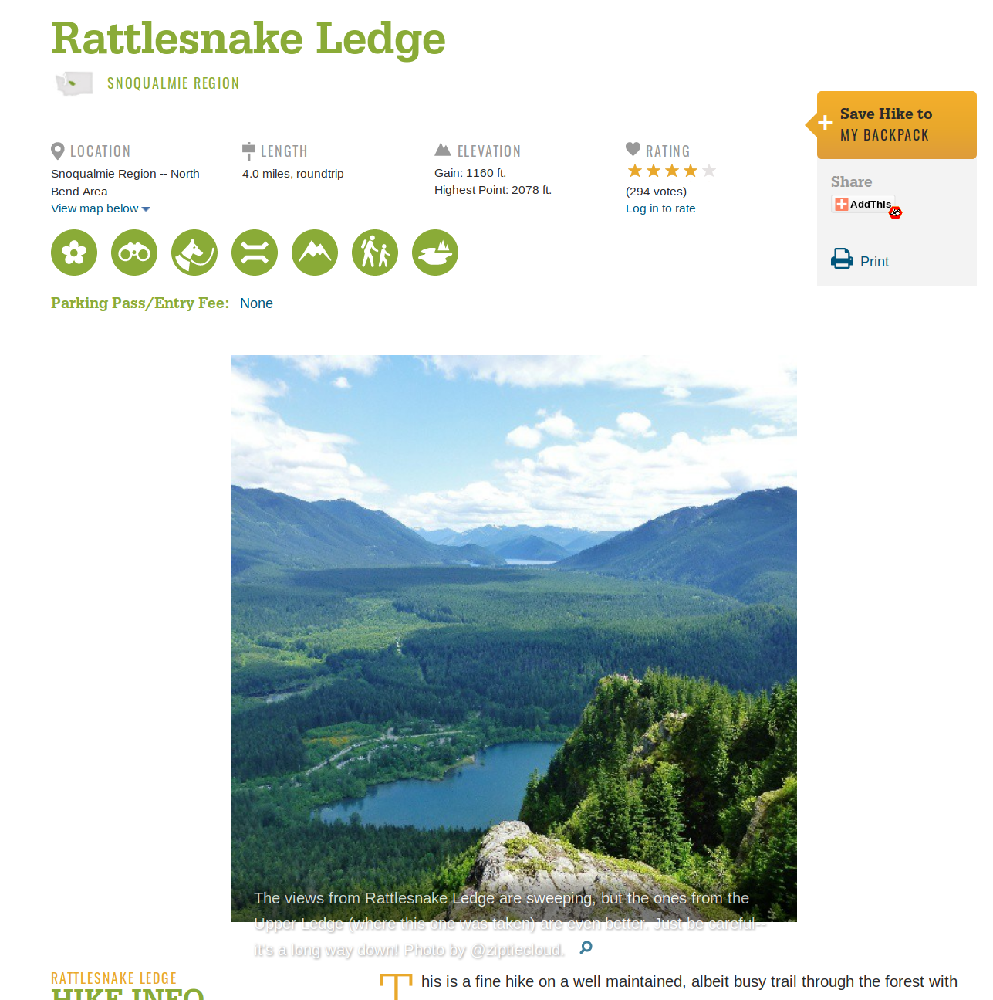 Rattlesnake Ledge
SNOQUALMIE REGION
Save Hike to
MY BACKPACK
Share
AddThis
Print
LOCATION
Snoqualmie Region -- North
Bend Area
View map below
LENGTH
4.0 miles, roundtrip
ELEVATION
Gain: 1160 ft.
Highest Point: 2078 ft.
RATING
(294 votes)
Log in to rate
Parking Pass/Entry Fee: None
The views from Rattlesnake Ledge are sweeping, but the ones from the
Upper Ledge (where this one was taken) are even better. Just be careful--
it's a long way down! Photo by @ziptiecloud.
RATTLESNAKE LEDGE
HIKE INFO
This is a fine hike on a well maintained, albeit busy trail through the forest with